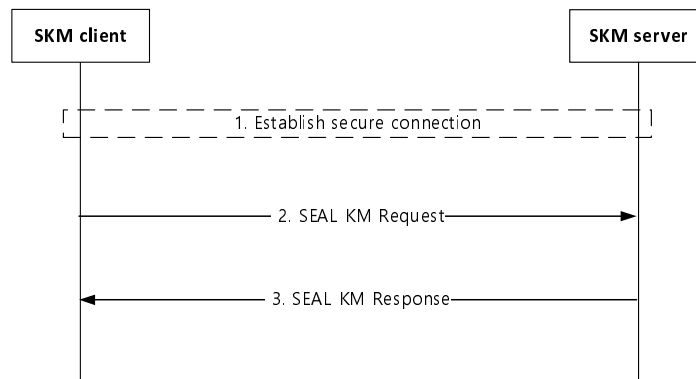 SKM client
SKM server
1. Establish secure connection
2. SEAL KM Request
3. SEAL KM Response